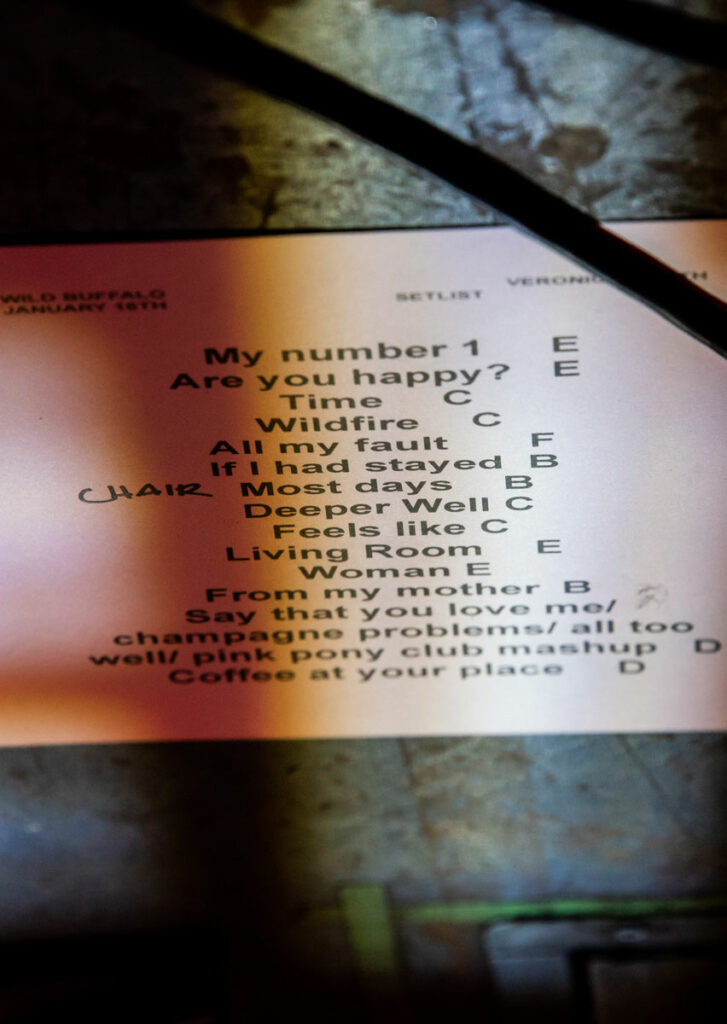 WILD BUFFALO
JANUARY 16TH
SETLIST
TH
My number 1 E
Are you happy? E
Time C
Wildfire C
All my fault F
If I had stayed B
CHAIR Most days B
Deeper Well C
Feels like C
Living Room E
Woman E
From my mother B
Say that you love me/
champagne problems/ all too
well/ pink pony club mashup D
Coffee at your place D